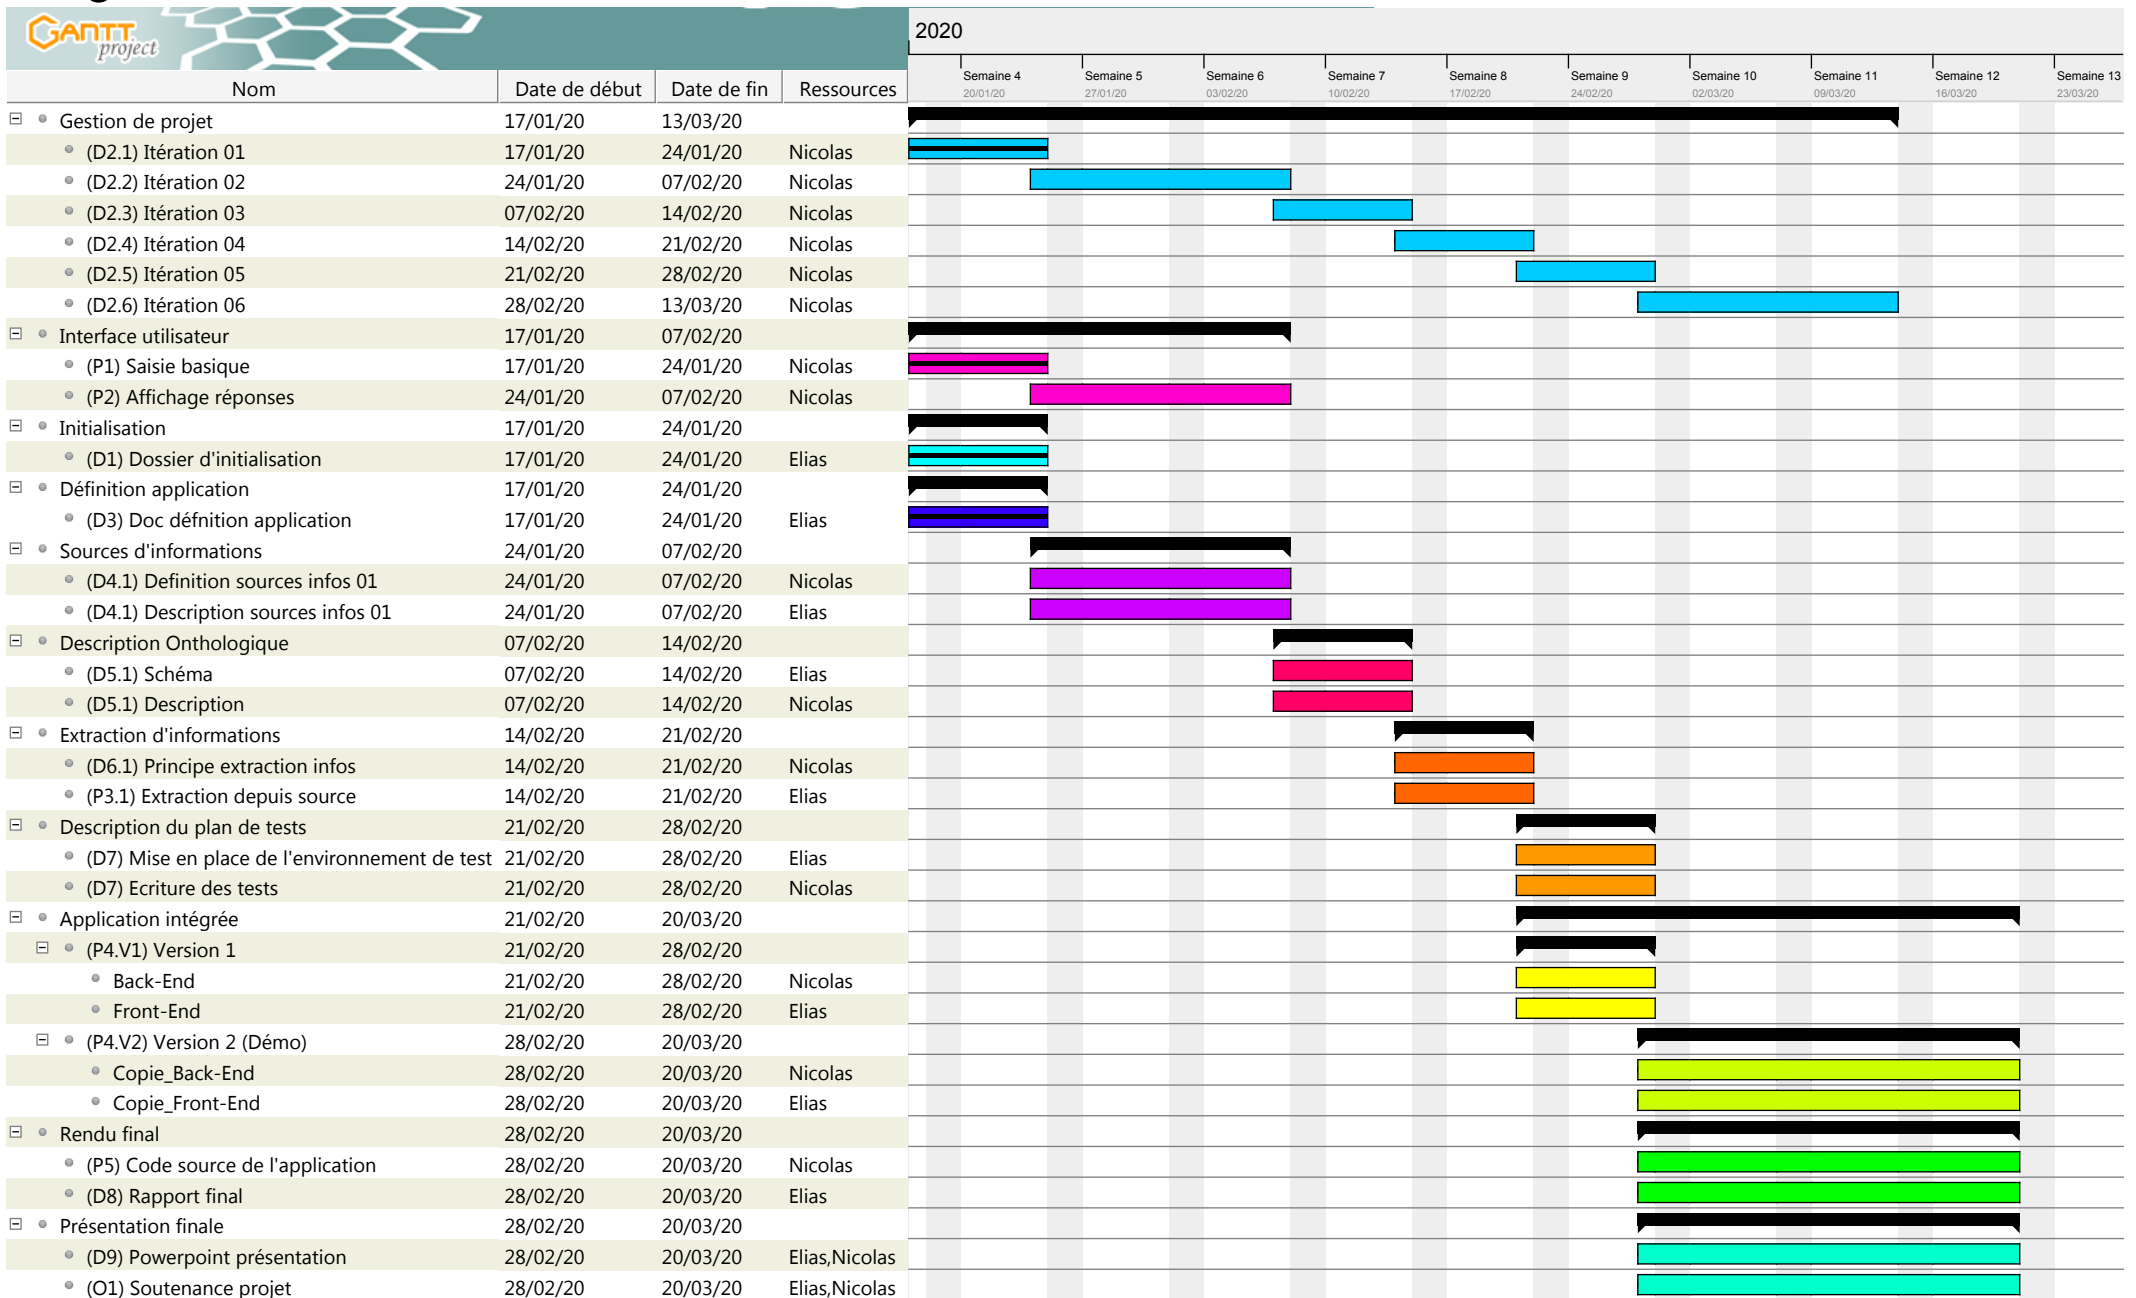 GANTT
project
2020
Semaine 4 Semaine 5 Semaine 6 Semaine 7 Semaine 8 Semaine 9 Semaine 10 Semaine 11 Semaine 12 Semaine 13
20/01/20 27/01/20 03/02/20 10/02/20 17/02/20 24/02/20 02/03/20 09/03/20 16/03/20 23/03/20
Nom Date de début Date de fin Ressources
Gestion de projet 17/01/20 13/03/20
(D2.1) Itération 01 17/01/20 24/01/20 Nicolas
(D2.2) Itération 02 24/01/20 07/02/20 Nicolas
(D2.3) Itération 03 07/02/20 14/02/20 Nicolas
(D2.4) Itération 04 14/02/20 21/02/20 Nicolas
(D2.5) Itération 05 21/02/20 28/02/20 Nicolas
(D2.6) Itération 06 28/02/20 13/03/20 Nicolas
Interface utilisateur 17/01/20 07/02/20
(P1) Saisie basique 17/01/20 24/01/20 Nicolas
(P2) Affichage réponses 24/01/20 07/02/20 Nicolas
Initialisation 17/01/20 24/01/20
(D1) Dossier d'initialisation 17/01/20 24/01/20 Elias
Définition application 17/01/20 24/01/20
(D3) Doc défnition application 17/01/20 24/01/20 Elias
Sources d'informations 24/01/20 07/02/20
(D4.1) Definition sources infos 01 24/01/20 07/02/20 Nicolas
(D4.1) Description sources infos 01 24/01/20 07/02/20 Elias
Description Onthologique 07/02/20 14/02/20
(D5.1) Schéma 07/02/20 14/02/20 Elias
(D5.1) Description 07/02/20 14/02/20 Nicolas
Extraction d'informations 14/02/20 21/02/20
(D6.1) Principe extraction infos 14/02/20 21/02/20 Nicolas
(P3.1) Extraction depuis source 14/02/20 21/02/20 Elias
Description du plan de tests 21/02/20 28/02/20
(D7) Mise en place de l'environnement de test 21/02/20 28/02/20 Elias
(D7) Ecriture des tests 21/02/20 28/02/20 Nicolas
Application intégrée 21/02/20 20/03/20
(P4.V1) Version 1 21/02/20 28/02/20
Back-End 21/02/20 28/02/20 Nicolas
Front-End 21/02/20 28/02/20 Elias
(P4.V2) Version 2 (Démo) 28/02/20 20/03/20
Copie_Back-End 28/02/20 20/03/20 Nicolas
Copie_Front-End 28/02/20 20/03/20 Elias
Rendu final 28/02/20 20/03/20
(P5) Code source de l'application 28/02/20 20/03/20 Nicolas
(D8) Rapport final 28/02/20 20/03/20 Elias
Présentation finale 28/02/20 20/03/20
(D9) Powerpoint présentation 28/02/20 20/03/20 Elias,Nicolas
(O1) Soutenance projet 28/02/20 20/03/20 Elias,Nicolas